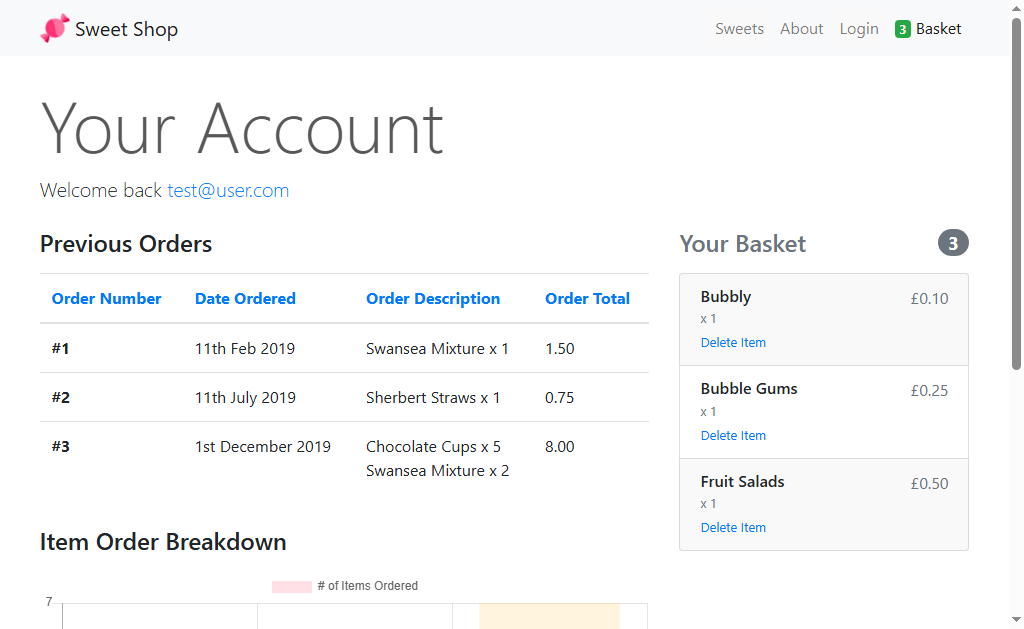 Sweet Shop
Sweets About Login 3 Basket
Your Account
Welcome back test@user.com
Previous Orders
Order Number Date Ordered Order Description Order Total
#1 11th Feb 2019 Swansea Mixture x 1 1.50
#2 11th July 2019 Sherbert Straws x 1 0.75
#3 1st December 2019 Chocolate Cups x 5 8.00
Swansea Mixture x 2
Your Basket 3
Bubbly £0.10
x 1
Delete Item
Bubble Gums £0.25
x 1
Delete Item
Fruit Salads £0.50
x 1
Delete Item
Item Order Breakdown
# of Items Ordered
7